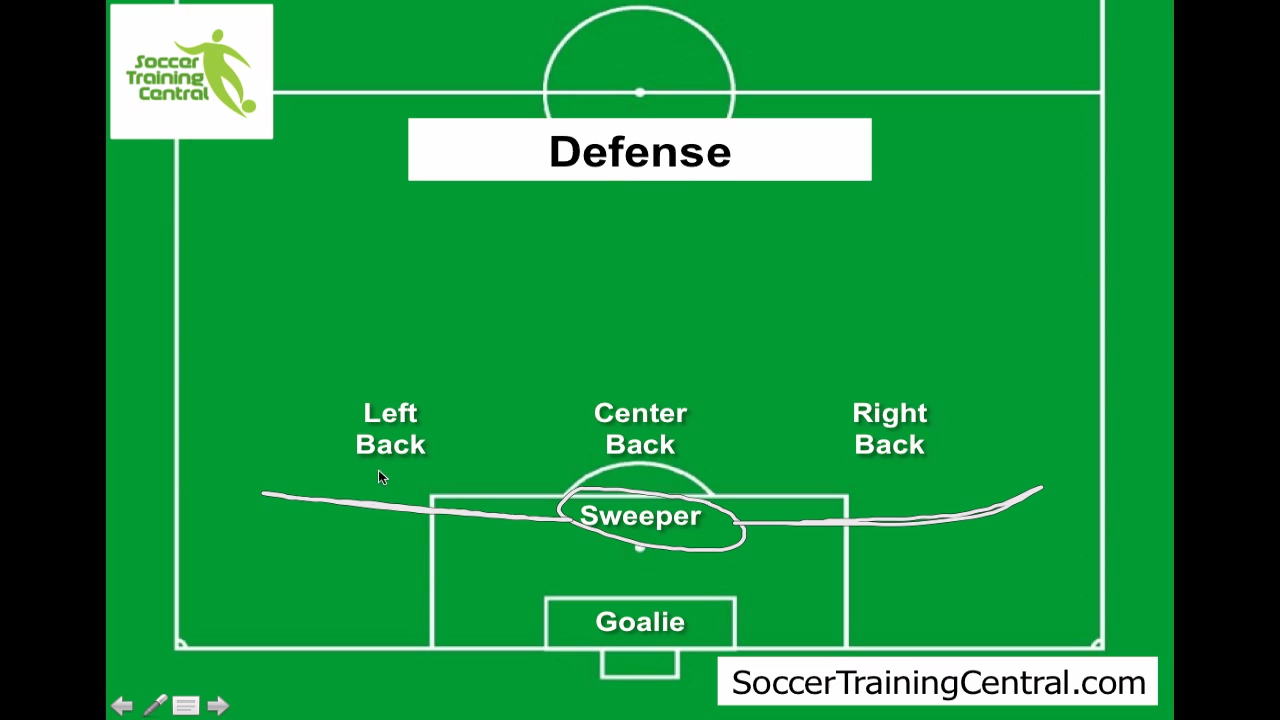 Soccer
Training
Central
Defense
Left
Back
Center
Back
Right
Back
Sweeper
Goalie
SoccerTrainingCentral.com